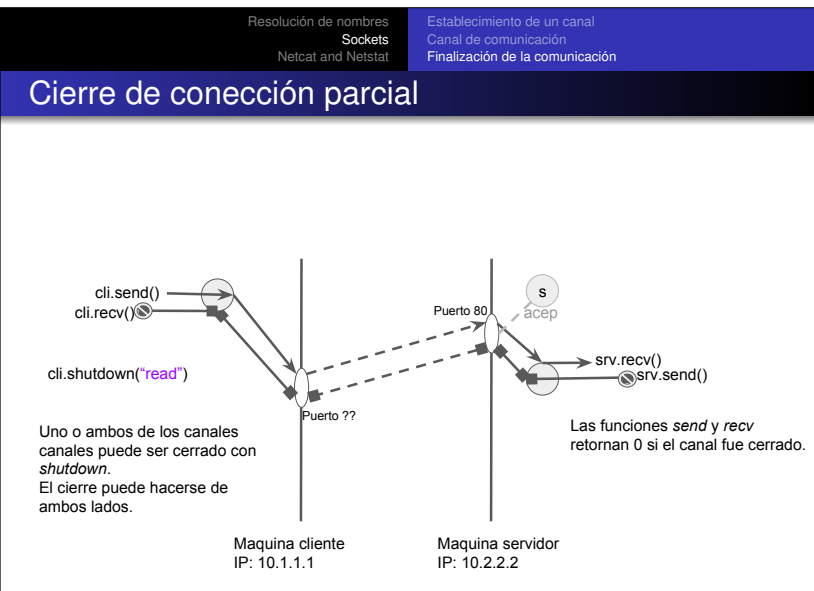 Resolución de nombres
Sockets
Netcat and Netstat
Establecimiento de un canal
Canal de comunicación
Finalización de la comunicación
Cierre de conección parcial
cli.send()
cli.recv()
cli.shutdown("read")
Uno o ambos de los canales
canales puede ser cerrado con
shutdown.
El cierre puede hacerse de
ambos lados.
Puerto ??
Puerto 80
s
acep
srv.recv()
srv.send()
Las funciones send y recv
retornan 0 si el canal fue cerrado.
Maquina cliente
IP: 10.1.1.1
Maquina servidor
IP: 10.2.2.2